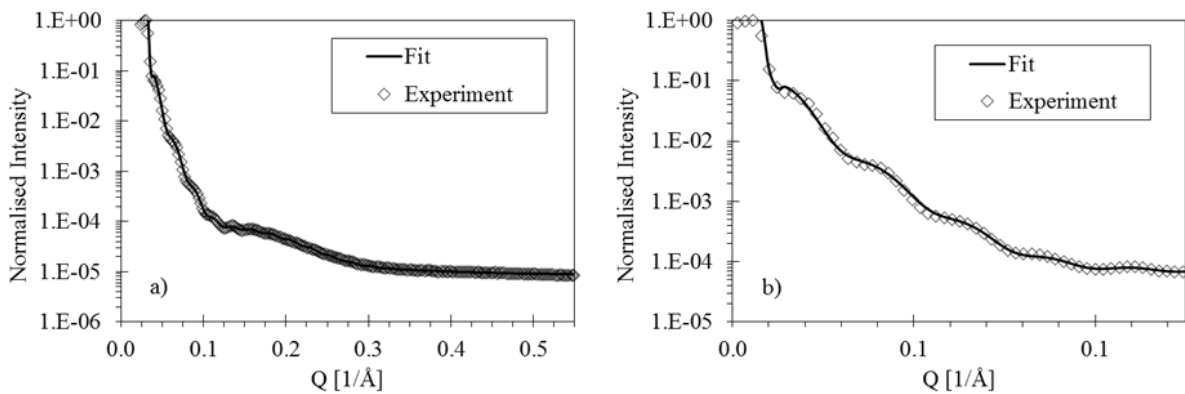 1.E+00
1.E-01
1.E-02
1.E-03
1.E-04
1.E-05
1.E-06
Normalised Intensity
Fit
Experiment
a)
0.0 0.1 0.2 0.3 0.4 0.5
Q [1/Å]
1.E+00
1.E-01
1.E-02
1.E-03
1.E-04
1.E-05
Normalised Intensity
Fit
Experiment
b)
0.0 0.1 0.1
Q [1/Å]